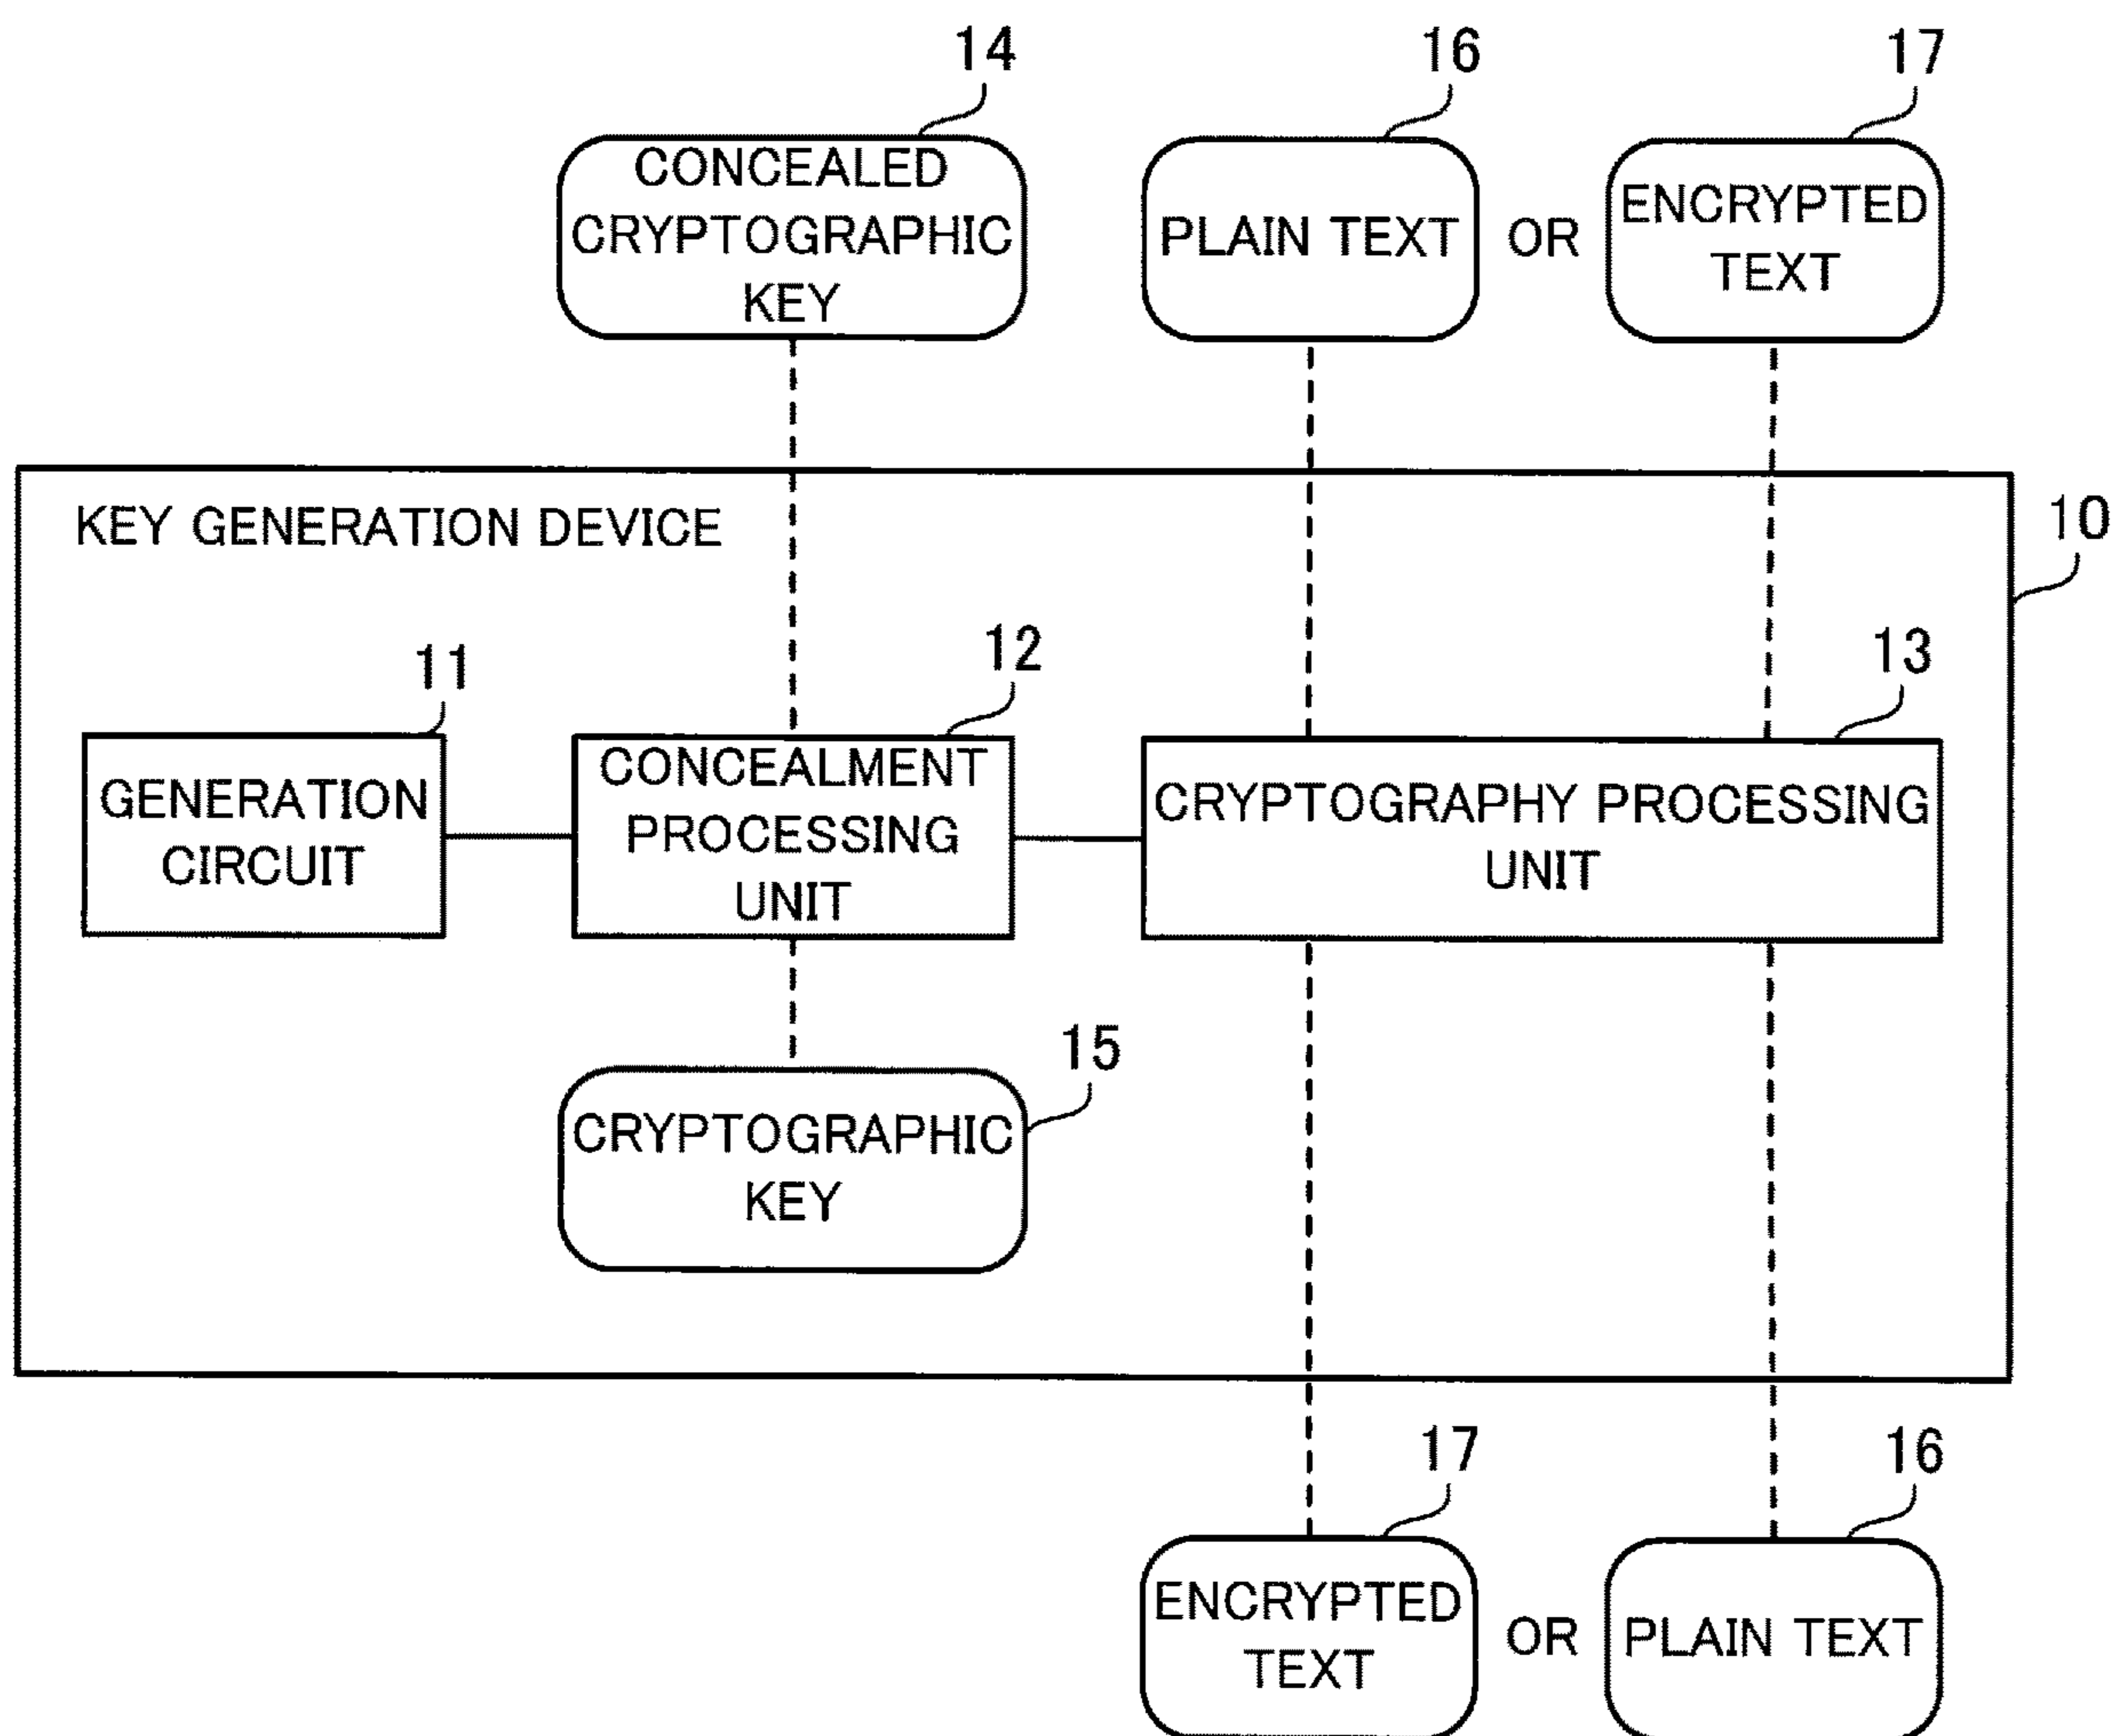 14
16
17
CONCEALED
CRYPTOGRAPHIC
KEY
PLAIN TEXT
OR
ENCRYPTED
TEXT
KEY GENERATION DEVICE
10
11
12
13
GENERATION
CIRCUIT
CONCEALMENT
PROCESSING
UNIT
CRYPTOGRAPHY PROCESSING
UNIT
15
CRYPTOGRAPHIC
KEY
17
16
ENCRYPTED
TEXT
OR
PLAIN TEXT